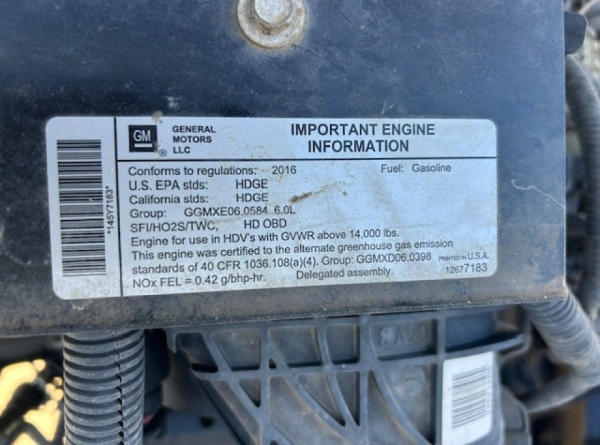 GM ®
GENERAL
MOTORS
LLC
IMPORTANT ENGINE
INFORMATION
Conforms to regulations: 2016 Fuel: Gasoline
U.S. EPA stds: HDGE
California stds: HDGE
Group: GGMXE06.0584 6.0L
SFI/HO2S/TWC, HD OBD
Engine for use in HDV's with GVWR above 14,000 lbs.
This engine was certified to the alternate greenhouse gas emission
standards of 40 CFR 1036.108(a)(4). Group: GGMXD06.0398
NOx FEL = 0.42 g/bhp-hr. Delegated assembly.
PRINTED IN U.S.A.
12677183
*145Y7183*